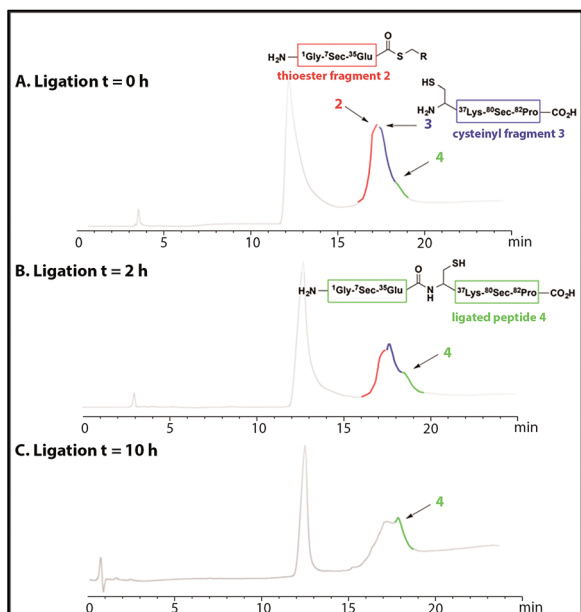 H₂N
¹Gly-⁷Sec-³⁵Glu
O
S
R
thioester fragment 2
A. Ligation t = 0 h
HS
H₂N
³⁷Lys-⁸⁰Sec-⁸²Pro
CO₂H
cysteinyl fragment 3
2
3
4
0 5 10 15 20 min
B. Ligation t = 2 h
O
SH
H₂N
¹Gly-⁷Sec-³⁵Glu
N
H
³⁷Lys-⁸⁰Sec-⁸²Pro
CO₂H
ligated peptide 4
4
0 5 10 15 20 min
C. Ligation t = 10 h
4
0 5 10 15 20 min